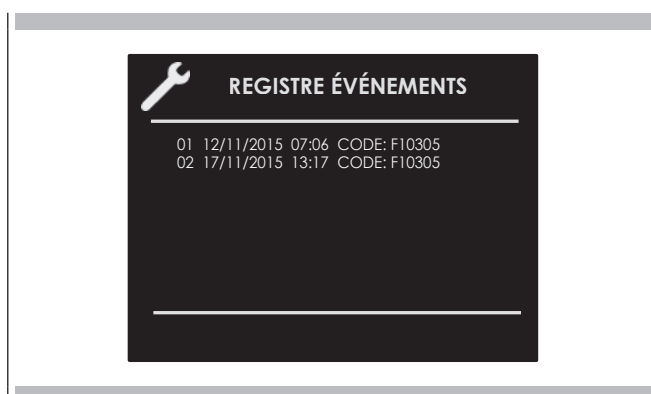 REGISTRE ÉVÉNEMENTS
01 12/11/2015 07:06 CODE: F10305
02 17/11/2015 13:17 CODE: F10305